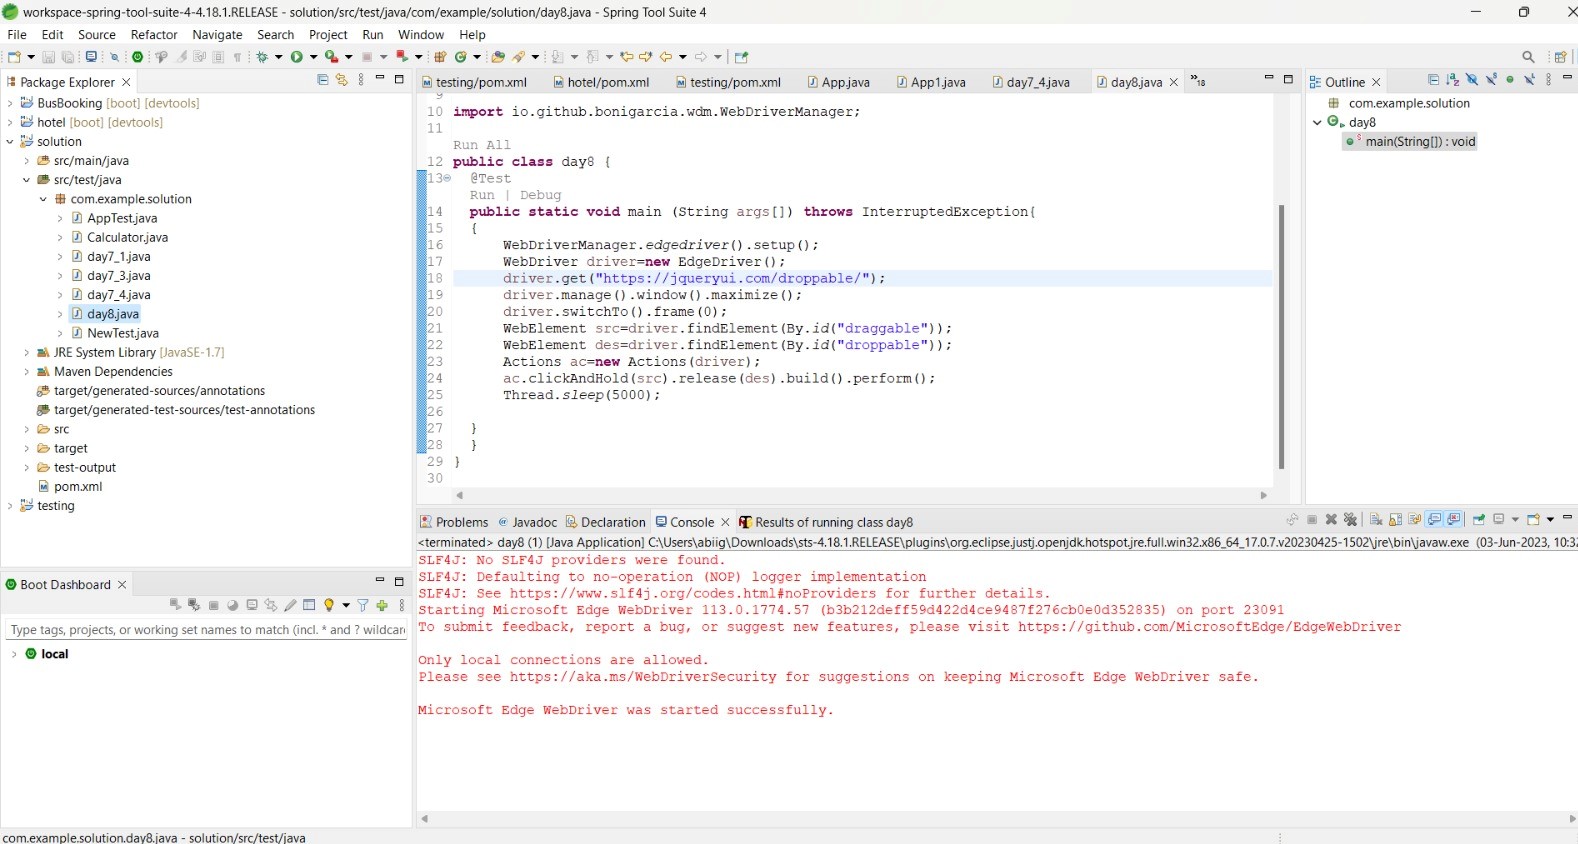 workspace-spring-tool-suite-4-4.18.1.RELEASE - solution/src/test/java/com/example/solution/day8.java - Spring Tool Suite 4
File Edit Source Refactor Navigate Search Project Run Window Help
Package Explorer
BusBooking [boot] [devtools]
hotel [boot] [devtools]
solution
src/main/java
src/test/java
com.example.solution
AppTest.java
Calculator.java
day7_1.java
day7_3.java
day7_4.java
day8.java
NewTest.java
JRE System Library [JavaSE-1.7]
Maven Dependencies
target/generated-sources/annotations
target/generated-test-sources/test-annotations
src
target
test-output
pom.xml
testing
testing/pom.xml hotel/pom.xml testing/pom.xml App.java App1.java day7_4.java day8.java »18
9
10 import io.github.bonigarcia.wdm.WebDriverManager;
11
Run All
12 public class day8 {
13 @Test
Run | Debug
14 public static void main (String args[]) throws InterruptedException{
15 {
16 WebDriverManager.edgedriver().setup();
17 WebDriver driver=new EdgeDriver();
18 driver.get("https://jqueryui.com/droppable/");
19 driver.manage().window().maximize();
20 driver.switchTo().frame(0);
21 WebElement src=driver.findElement(By.id("draggable"));
22 WebElement des=driver.findElement(By.id("droppable"));
23 Actions ac=new Actions(driver);
24 ac.clickAndHold(src).release(des).build().perform();
25 Thread.sleep(5000);
26
27 }
28 }
29 }
30
Outline
com.example.solution
day8
main(String[]) : void
Problems Javadoc Declaration Console Results of running class day8
<terminated> day8 (1) [Java Application] C:\Users\abiig\Downloads\sts-4.18.1.RELEASE\plugins\org.eclipse.justj.openjdk.hotspot.jre.full.win32.x86_64_17.0.7.v20230425-1502\jre\bin\javaw.exe (03-Jun-2023, 10:32
SLF4J: No SLF4J providers were found.
SLF4J: Defaulting to no-operation (NOP) logger implementation
SLF4J: See https://www.slf4j.org/codes.html#noProviders for further details.
Starting Microsoft Edge WebDriver 113.0.1774.57 (b3b212deff59d422d4ce9487f276cb0e0d352835) on port 23091
To submit feedback, report a bug, or suggest new features, please visit https://github.com/MicrosoftEdge/EdgeWebDriver
Only local connections are allowed.
Please see https://aka.ms/WebDriverSecurity for suggestions on keeping Microsoft Edge WebDriver safe.
Microsoft Edge WebDriver was started successfully.
Boot Dashboard
Type tags, projects, or working set names to match (incl. * and ? wildcar
local
com.example.solution.day8.java - solution/src/test/java